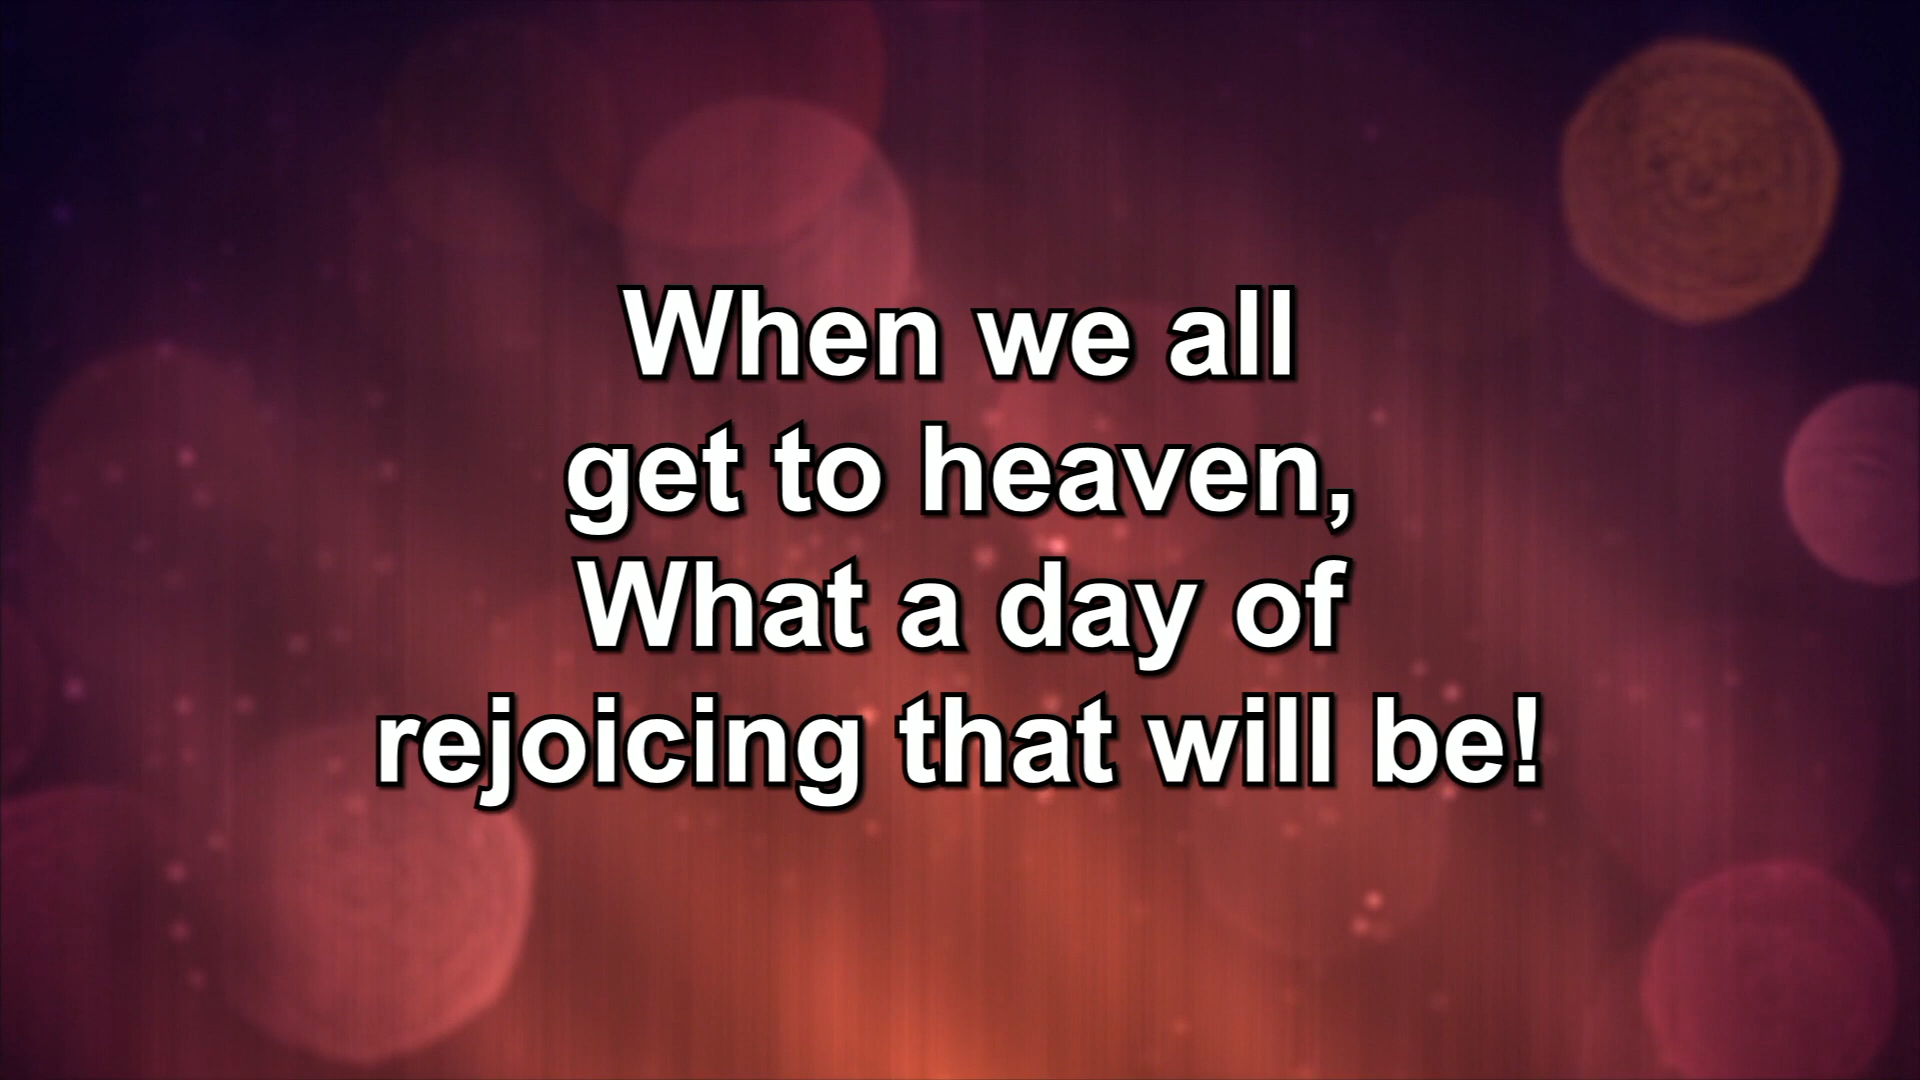 When we all
get to heaven,
What a day of
rejoicing that will be!